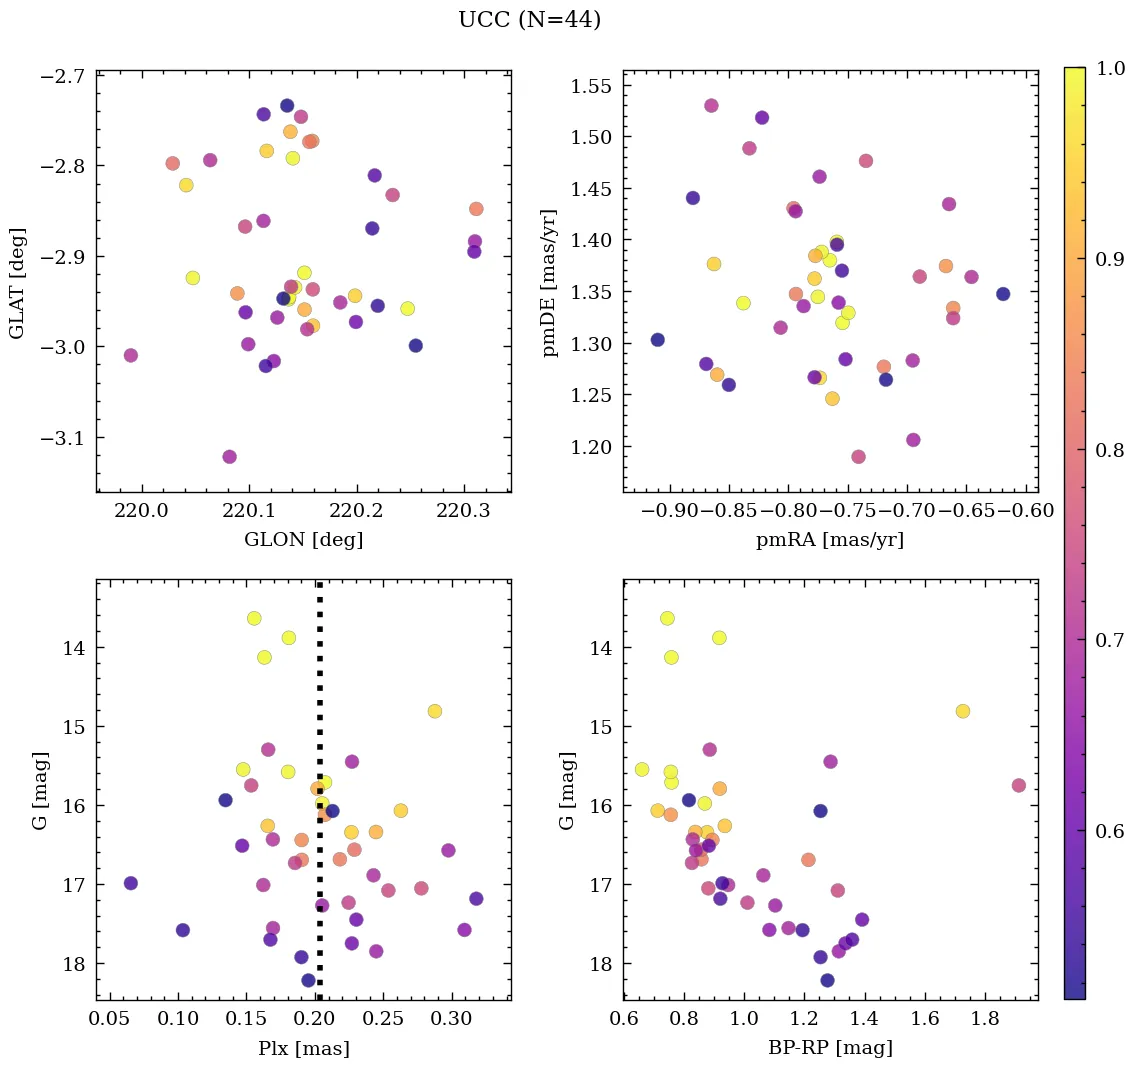 UCC (N=44)
−2.7
−2.8
−2.9
−3.0
−3.1
GLAT [deg]
220.0 220.1 220.2 220.3
GLON [deg]
1.55
1.50
1.45
1.40
1.35
1.30
1.25
1.20
pmDE [mas/yr]
−0.90 −0.85 −0.80 −0.75 −0.70 −0.65 −0.60
pmRA [mas/yr]
14
15
16
17
18
G [mag]
0.05 0.10 0.15 0.20 0.25 0.30
Plx [mas]
14
15
16
17
18
G [mag]
0.6 0.8 1.0 1.2 1.4 1.6 1.8
BP-RP [mag]
1.0
0.9
0.8
0.7
0.6